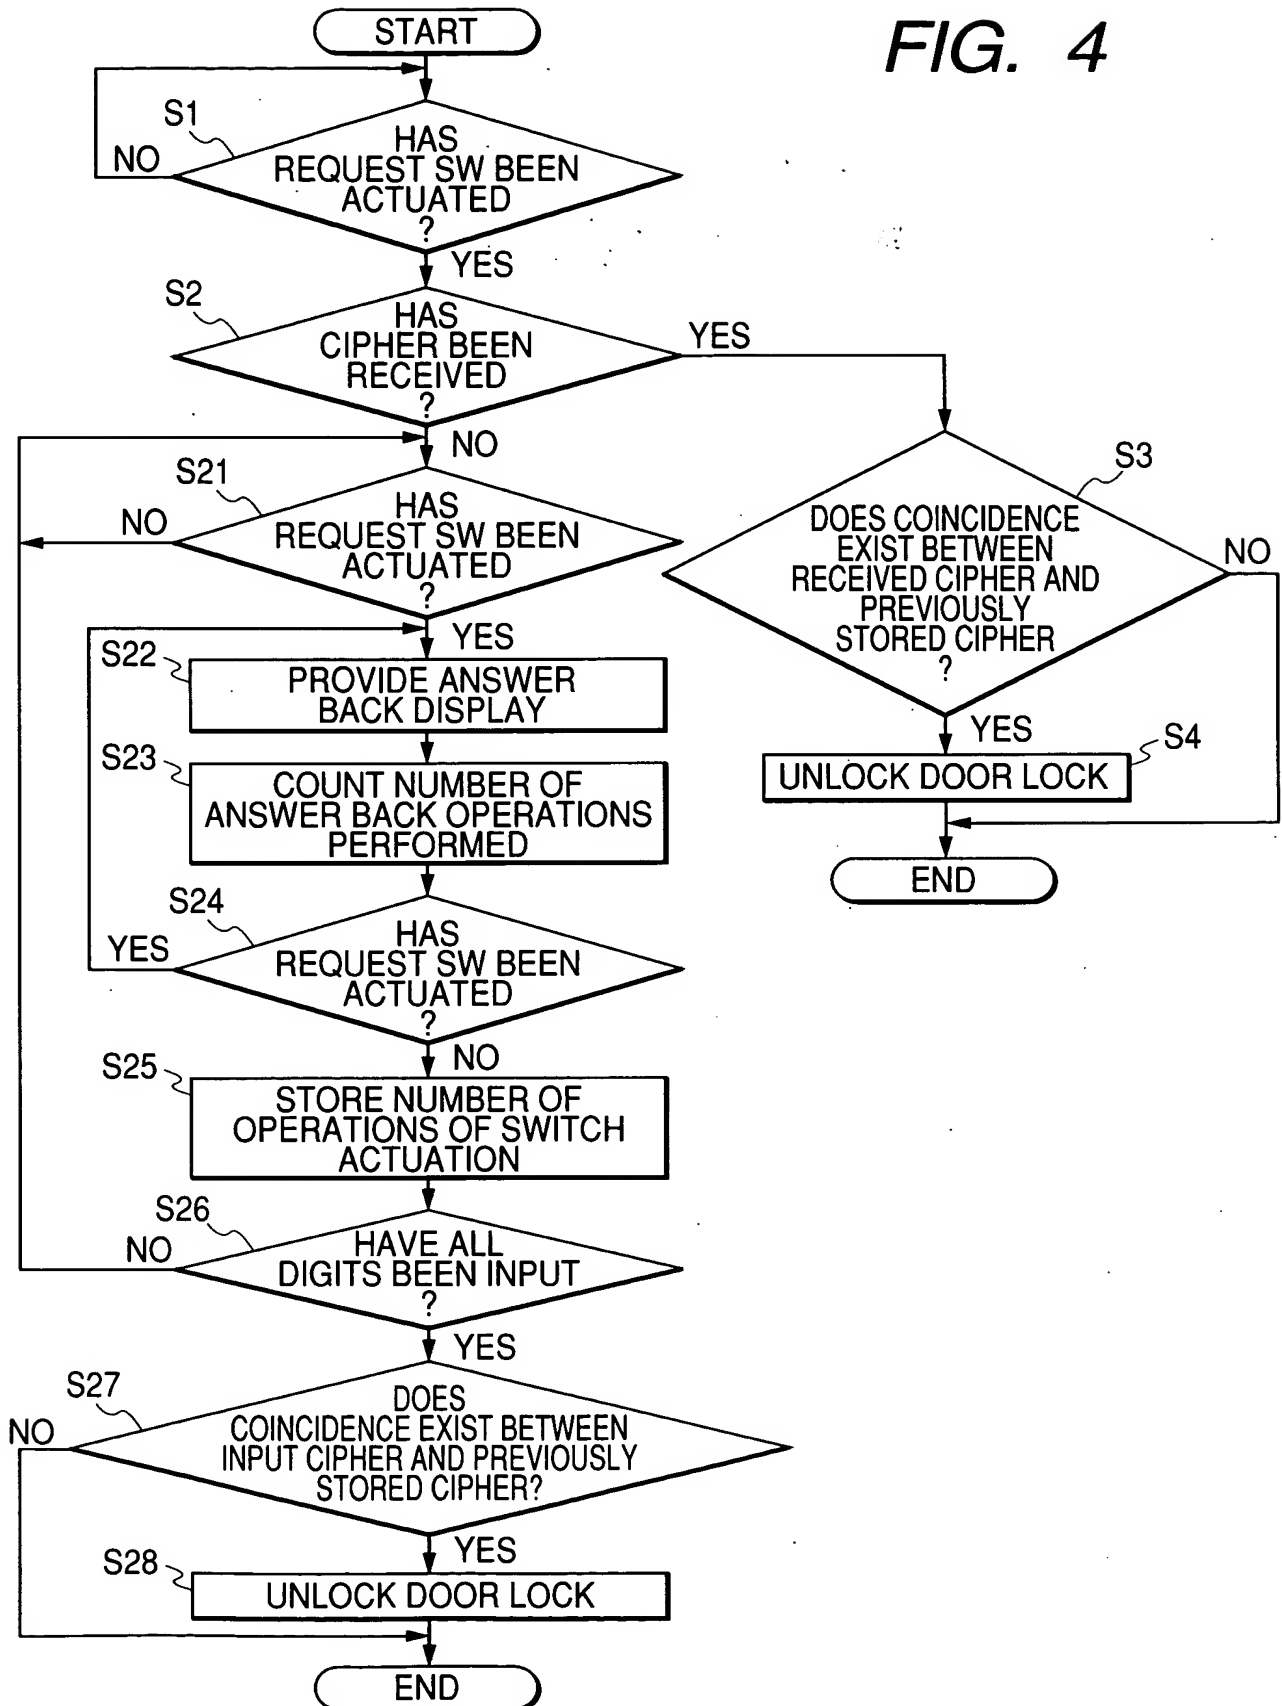 START
FIG. 4
S1
NO
HAS
REQUEST SW BEEN
ACTUATED
?
YES
S2
HAS
CIPHER BEEN
RECEIVED
?
YES
NO
S21
NO
HAS
REQUEST SW BEEN
ACTUATED
?
YES
S3
DOES COINCIDENCE
EXIST BETWEEN
RECEIVED CIPHER AND
PREVIOUSLY
STORED CIPHER
?
NO
YES
S4
UNLOCK DOOR LOCK
END
S22
PROVIDE ANSWER
BACK DISPLAY
S23
COUNT NUMBER OF
ANSWER BACK OPERATIONS
PERFORMED
S24
YES
HAS
REQUEST SW BEEN
ACTUATED
?
NO
S25
STORE NUMBER OF
OPERATIONS OF SWITCH
ACTUATION
S26
NO
HAVE ALL
DIGITS BEEN INPUT
?
YES
S27
NO
DOES
COINCIDENCE EXIST BETWEEN
INPUT CIPHER AND PREVIOUSLY
STORED CIPHER?
YES
S28
UNLOCK DOOR LOCK
END